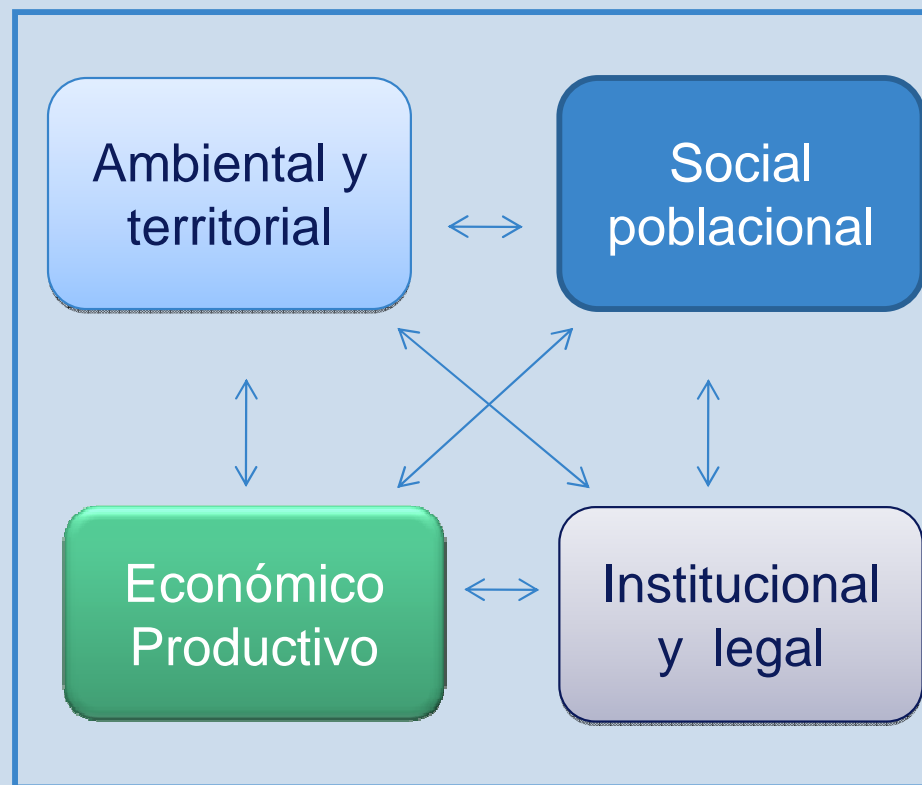 Ambiental y
territorial
Social
poblacional
Económico
Productivo
Institucional
y legal